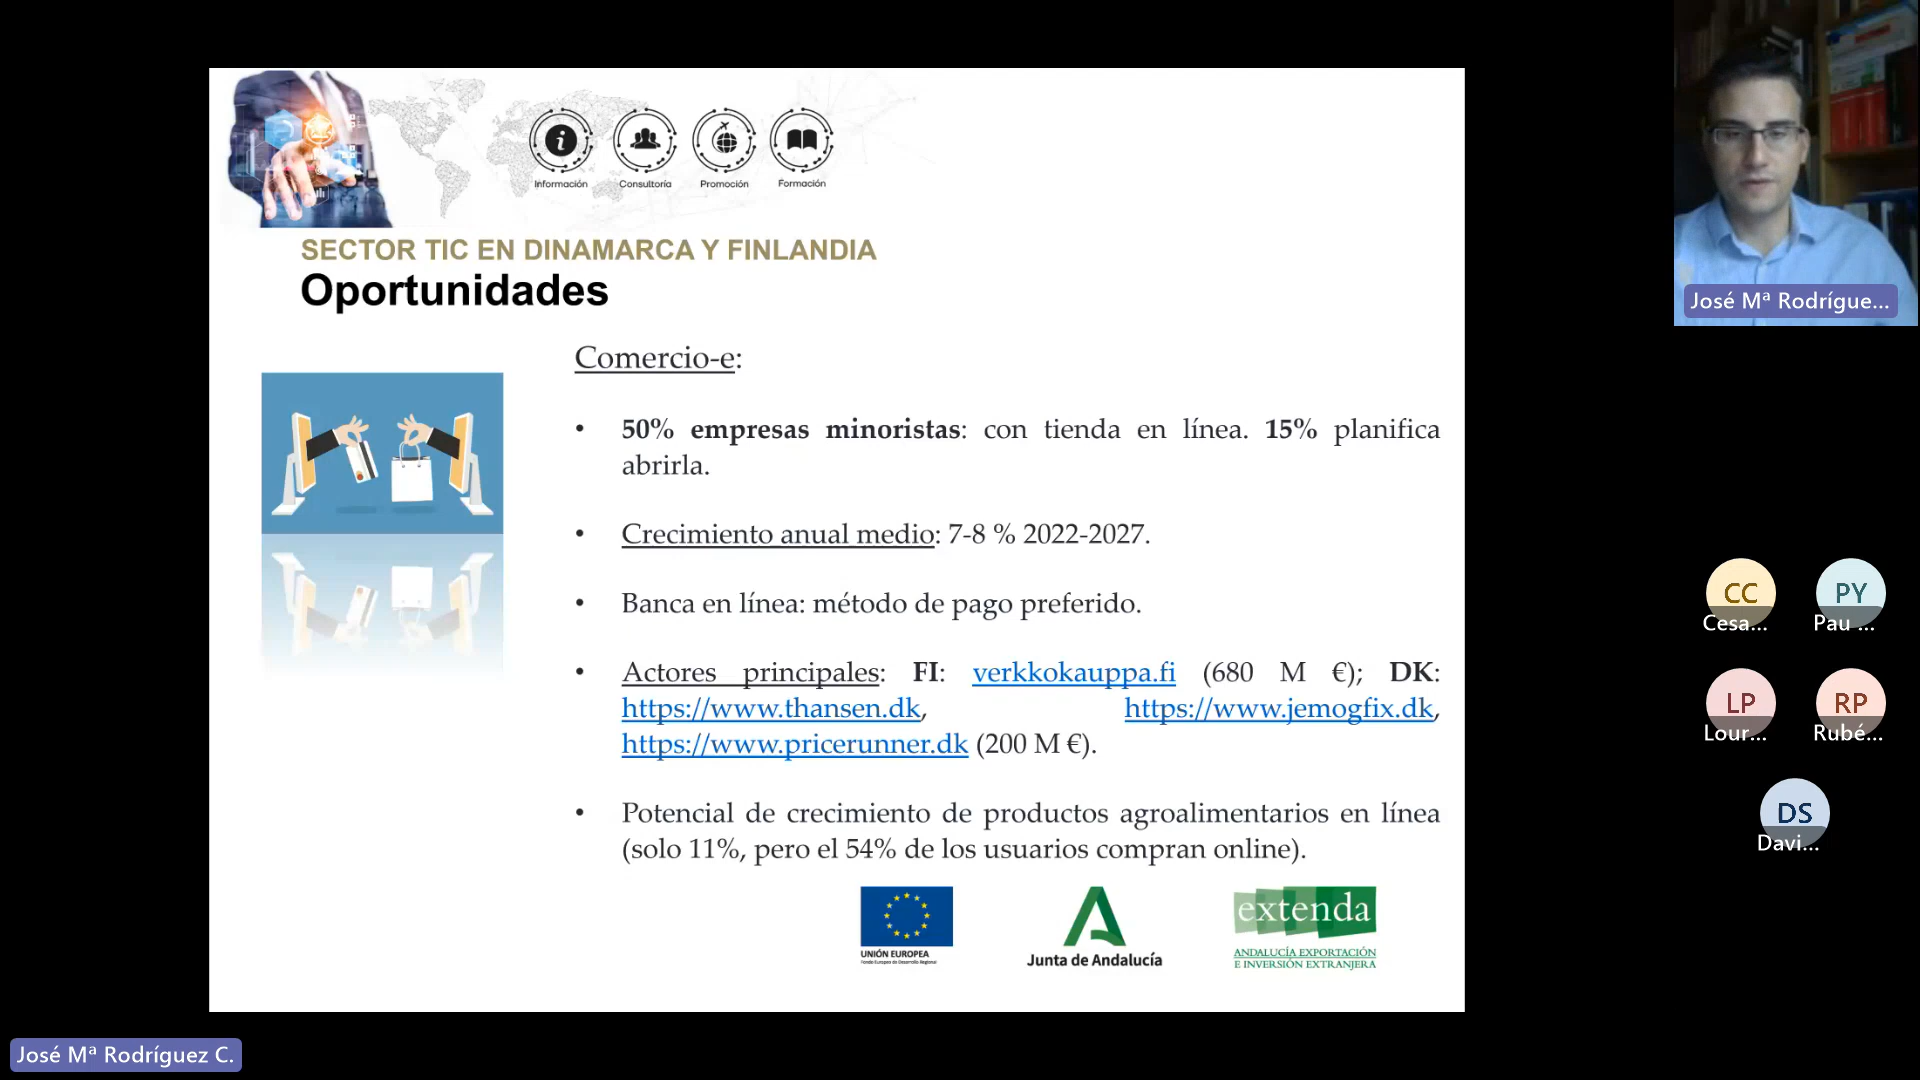 Información
Consultoría
Promoción
Formación
SECTOR TIC EN DINAMARCA Y FINLANDIA
Oportunidades
Comercio-e:
• 50% empresas minoristas: con tienda en línea. 15% planifica
abrirla.
• Crecimiento anual medio: 7-8 % 2022-2027.
• Banca en línea: método de pago preferido.
• Actores principales: FI: verkkokauppa.fi (680 M €); DK:
https://www.thansen.dk, https://www.jemogfix.dk,
https://www.pricerunner.dk (200 M €).
• Potencial de crecimiento de productos agroalimentarios en línea
(solo 11%, pero el 54% de los usuarios compran online).
UNIÓN EUROPEA
Fondo Europeo de Desarrollo Regional
Junta de Andalucía
extenda
ANDALUCÍA EXPORTACIÓN
E INVERSIÓN EXTRANJERA
José Mª Rodrígue...
CC
Cesa...
PY
Pau ...
LP
Lour...
RP
Rubé...
DS
Davi...
José Mª Rodríguez C.